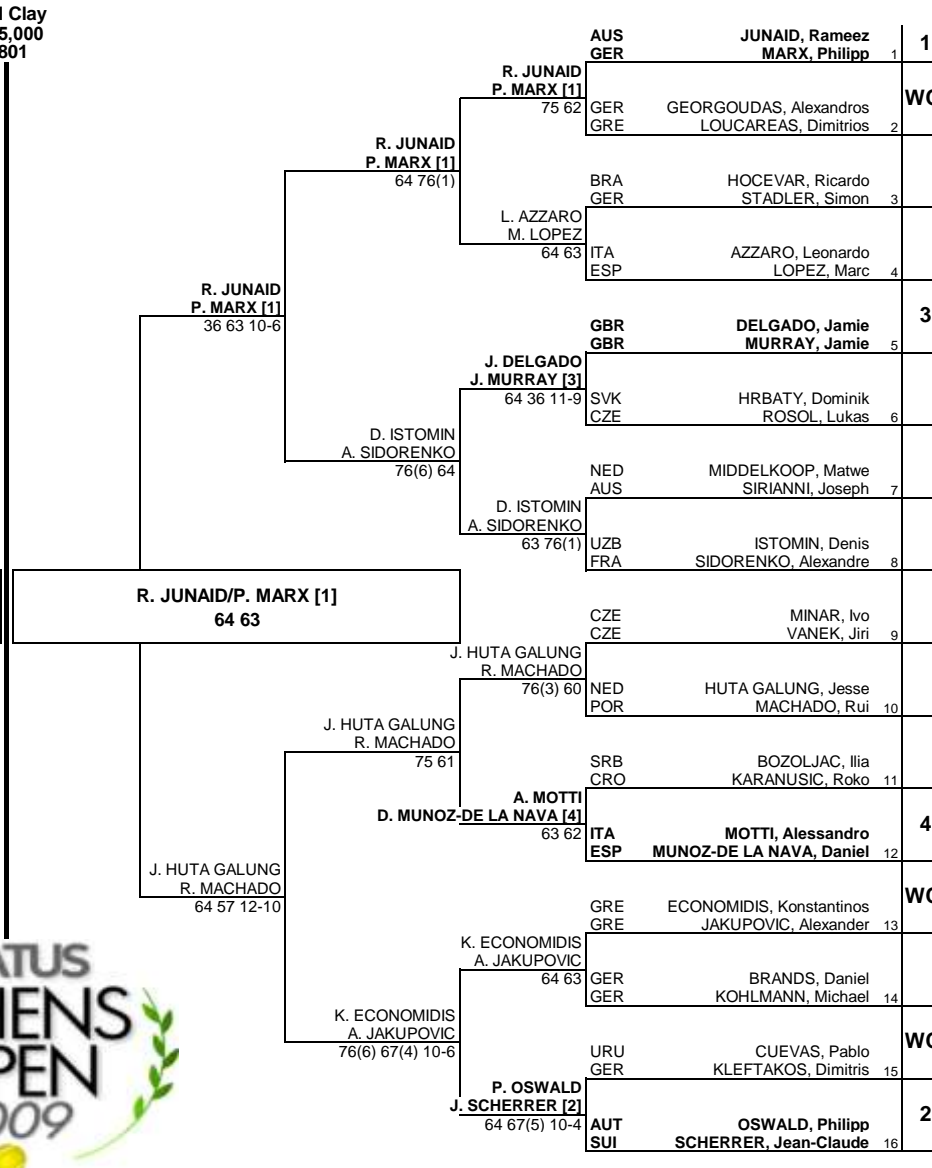 l Clay
5,000
801
AUS JUNAID, Rameez 1
GER MARX, Philipp 1
R. JUNAID
P. MARX [1]
75 62
WC
GER GEORGOUDAS, Alexandros
GRE LOUCAREAS, Dimitrios 2
R. JUNAID
P. MARX [1]
64 76(1)
BRA HOCEVAR, Ricardo
GER STADLER, Simon 3
L. AZZARO
M. LOPEZ
64 63
ITA AZZARO, Leonardo
ESP LOPEZ, Marc 4
R. JUNAID
P. MARX [1]
36 63 10-6
3
GBR DELGADO, Jamie
GBR MURRAY, Jamie 5
J. DELGADO
J. MURRAY [3]
64 36 11-9
SVK HRBATY, Dominik
CZE ROSOL, Lukas 6
D. ISTOMIN
A. SIDORENKO
76(6) 64
NED MIDDELKOOP, Matwe
AUS SIRIANNI, Joseph 7
D. ISTOMIN
A. SIDORENKO
63 76(1)
UZB ISTOMIN, Denis
FRA SIDORENKO, Alexandre 8
R. JUNAID/P. MARX [1]
64 63
CZE MINAR, Ivo
CZE VANEK, Jiri 9
J. HUTA GALUNG
R. MACHADO
76(3) 60
NED HUTA GALUNG, Jesse
POR MACHADO, Rui 10
J. HUTA GALUNG
R. MACHADO
75 61
SRB BOZOLJAC, Ilia
CRO KARANUSIC, Roko 11
A. MOTTI
D. MUNOZ-DE LA NAVA [4]
63 62
4
ITA MOTTI, Alessandro
ESP MUNOZ-DE LA NAVA, Daniel 12
J. HUTA GALUNG
R. MACHADO
64 57 12-10
WC
GRE ECONOMIDIS, Konstantinos
GRE JAKUPOVIC, Alexander 13
K. ECONOMIDIS
A. JAKUPOVIC
64 63
GER BRANDS, Daniel
GER KOHLMANN, Michael 14
K. ECONOMIDIS
A. JAKUPOVIC
76(6) 67(4) 10-6
WC
URU CUEVAS, Pablo
GER KLEFTAKOS, Dimitris 15
P. OSWALD
J. SCHERRER [2]
64 67(5) 10-4
2
AUT OSWALD, Philipp
SUI SCHERRER, Jean-Claude 16
ATUS
IENS
PEN
009